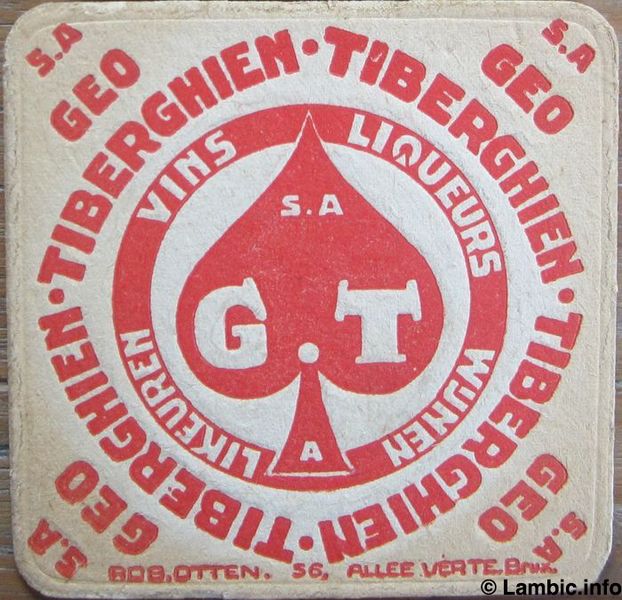 S.A
GEO
S.A
GEO
TIBERGHIEN • TIBERGHIEN • TIBERGHIEN • TIBERGHIEN •
VINS
LIQUEURS
WIJNEN
LIKEUREN
S.A
G.T
A
S.A
GEO
S.A
GEO
ROB.OTTEN. 56, ALLEE VERTE.Brux.
© Lambic.info